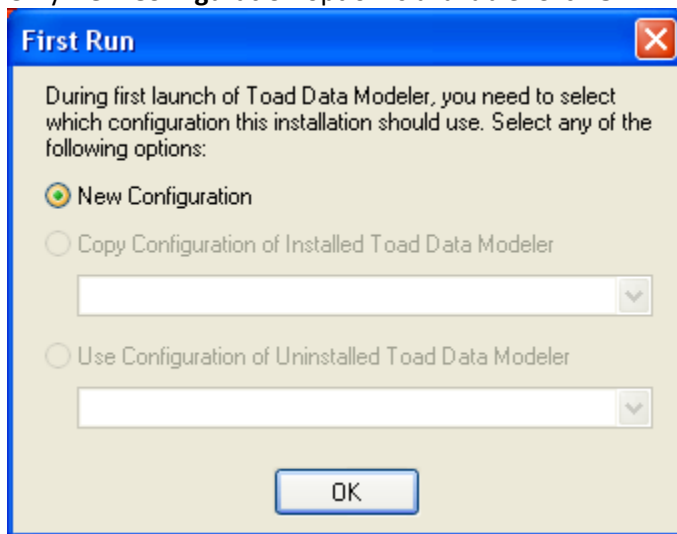 First Run
During first launch of Toad Data Modeler, you need to select
which configuration this installation should use. Select any of the
following options:
New Configuration
Copy Configuration of Installed Toad Data Modeler
Use Configuration of Uninstalled Toad Data Modeler
OK